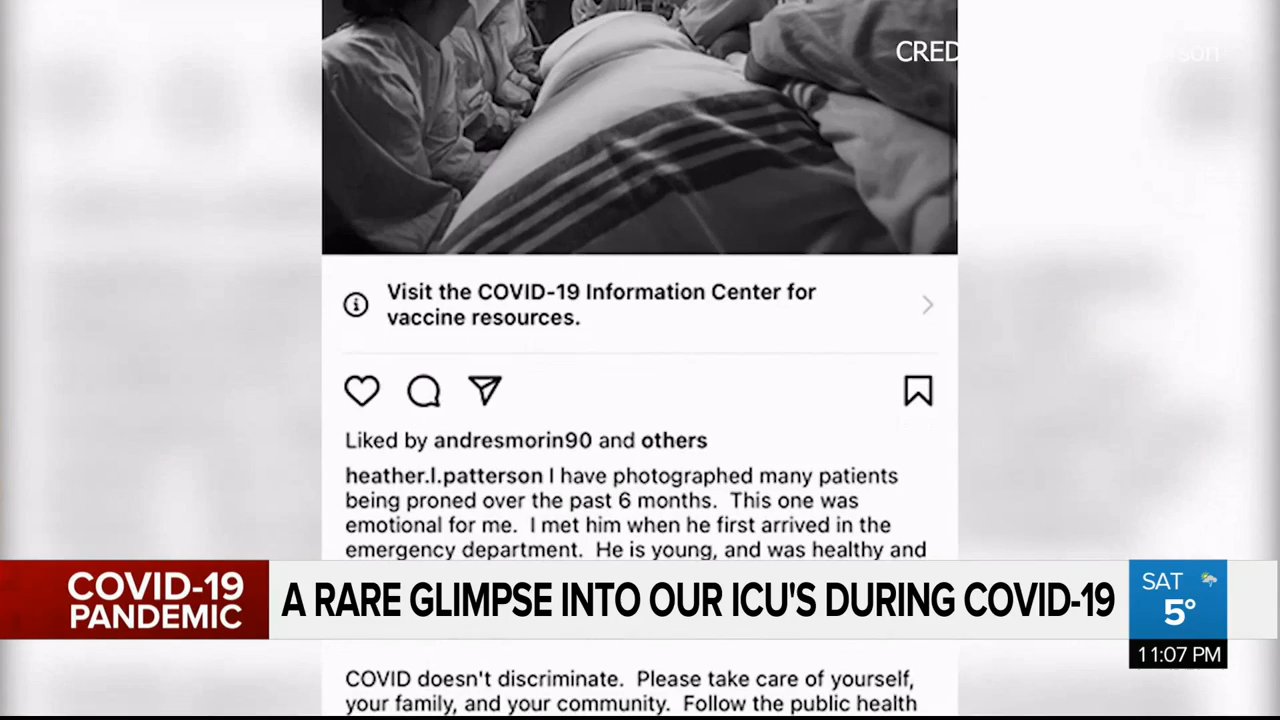 CRED
Visit the COVID-19 Information Center for
vaccine resources.
Liked by andresmorin90 and others
heather.l.patterson I have photographed many patients
being proned over the past 6 months.  This one was
emotional for me.  I met him when he first arrived in the
emergency department.  He is young, and was healthy and
COVID-19
PANDEMIC
A RARE GLIMPSE INTO OUR ICU'S DURING COVID-19
SAT
5°
11:07 PM
COVID doesn't discriminate.  Please take care of yourself,
your family, and your community.  Follow the public health